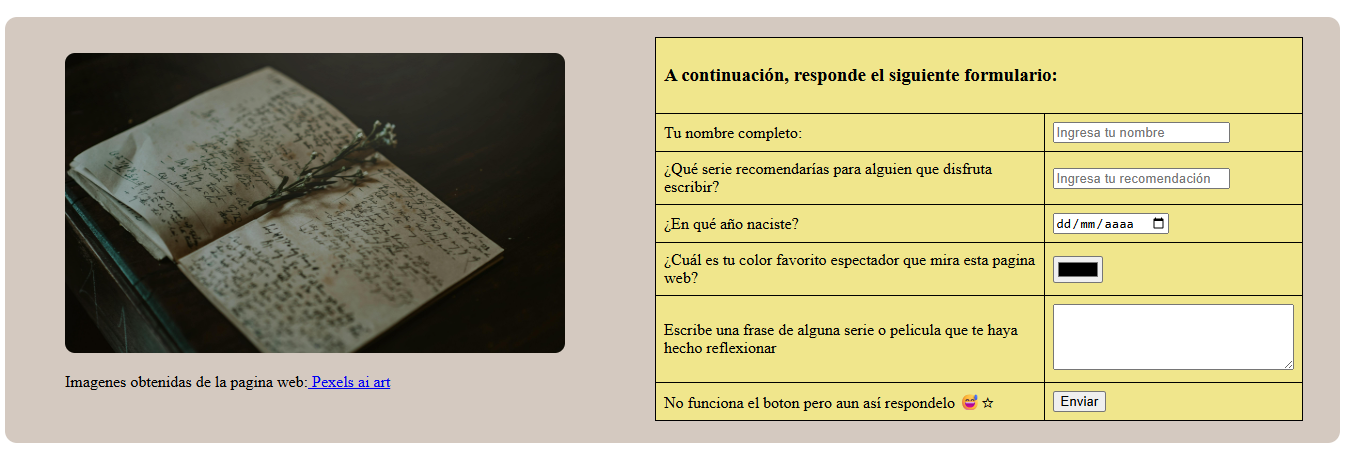 A continuación, responde el siguiente formulario:
Tu nombre completo:
Ingresa tu nombre
¿Qué serie recomendarías para alguien que disfruta
escribir?
Ingresa tu recomendación
¿En qué año naciste?
dd/mm/aaaa
¿Cuál es tu color favorito espectador que mira esta pagina
web?
Escribe una frase de alguna serie o pelicula que te haya
hecho reflexionar
No funciona el boton pero aun así respondelo 😅 ☆
Enviar
Imagenes obtenidas de la pagina web: Pexels ai art